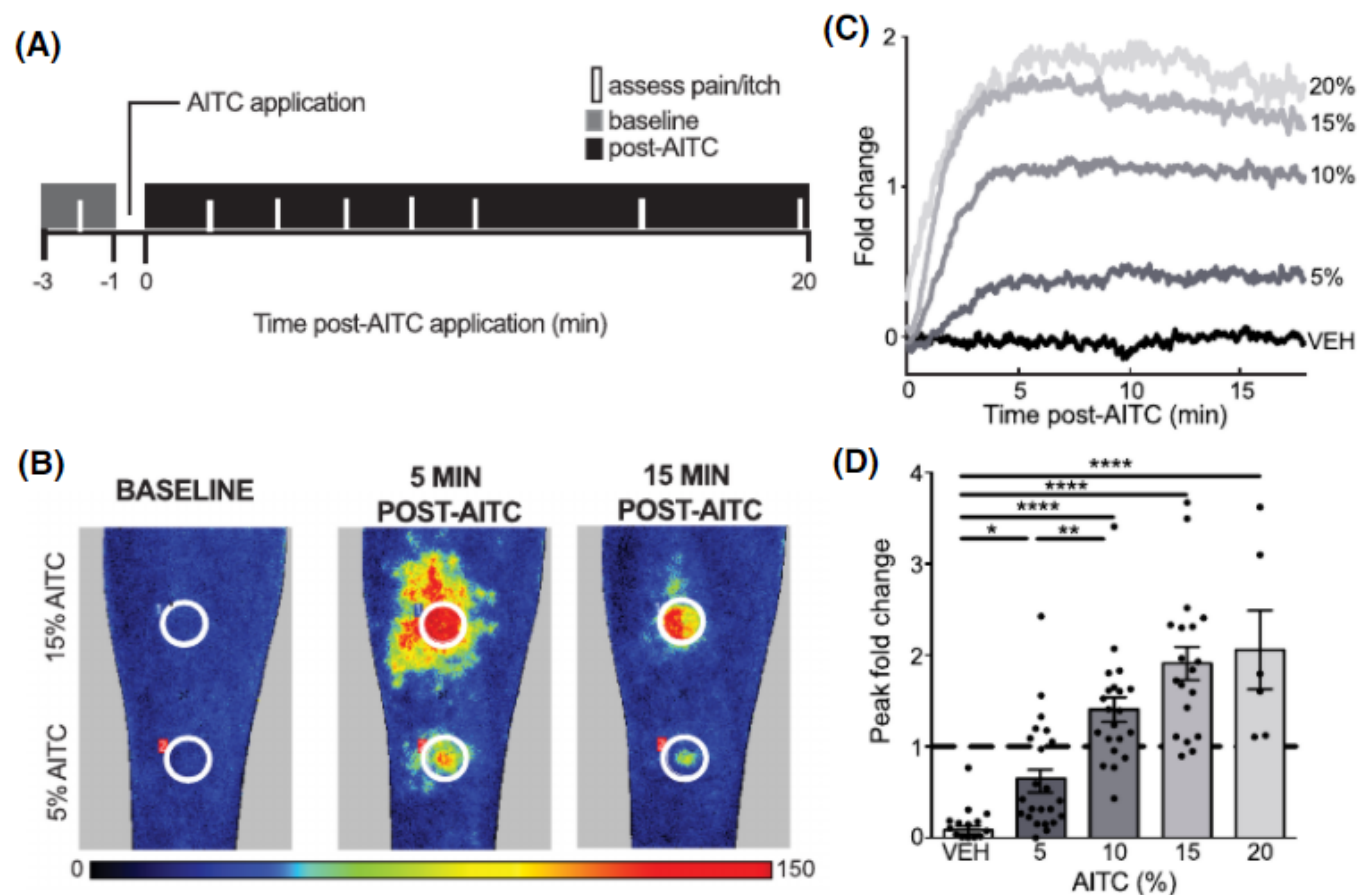 (A)
AITC application
assess pain/itch
baseline
post-AITC
-3
-1
0
20
Time post-AITC application (min)
(B)
BASELINE
5 MIN
POST-AITC
15 MIN
POST-AITC
15% AITC
5% AITC
2
2
0
150
(C)
Fold change
2
1
0
20%
15%
10%
5%
VEH
0
5
10
15
Time post-AITC (min)
(D)
Peak fold change
4
3
2
1
0
****
****
****
*
**
VEH
5
10
15
20
AITC (%)